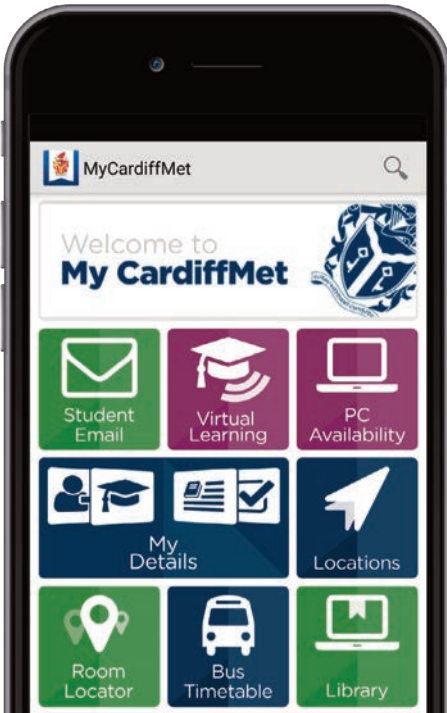 MyCardiffMet
Welcome to
My CardiffMet
Student
Email
Virtual
Learning
PC
Availability
My
Details
Locations
Room
Locator
Bus
Timetable
Library